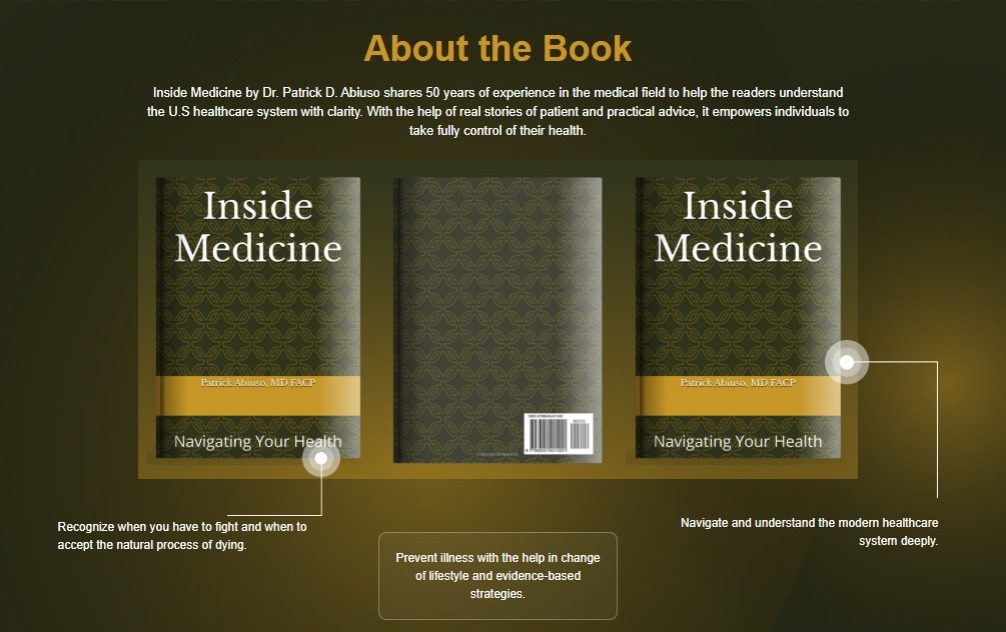 About the Book
Inside Medicine by Dr. Patrick D. Abiuso shares 50 years of experience in the medical field to help the readers understand
the U.S healthcare system with clarity. With the help of real stories of patient and practical advice, it empowers individuals to
take fully control of their health.
Inside
Medicine
Patrick Abiuso, MD FACP
Navigating Your Health
Inside
Medicine
Patrick Abiuso, MD FACP
Navigating Your Health
Recognize when you have to fight and when to
accept the natural process of dying.
Prevent illness with the help in change
of lifestyle and evidence-based
strategies.
Navigate and understand the modern healthcare
system deeply.